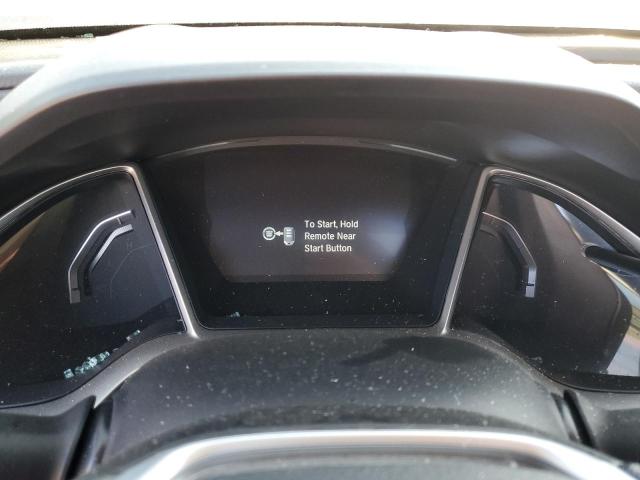 To Start, Hold
Remote Near
Start Button